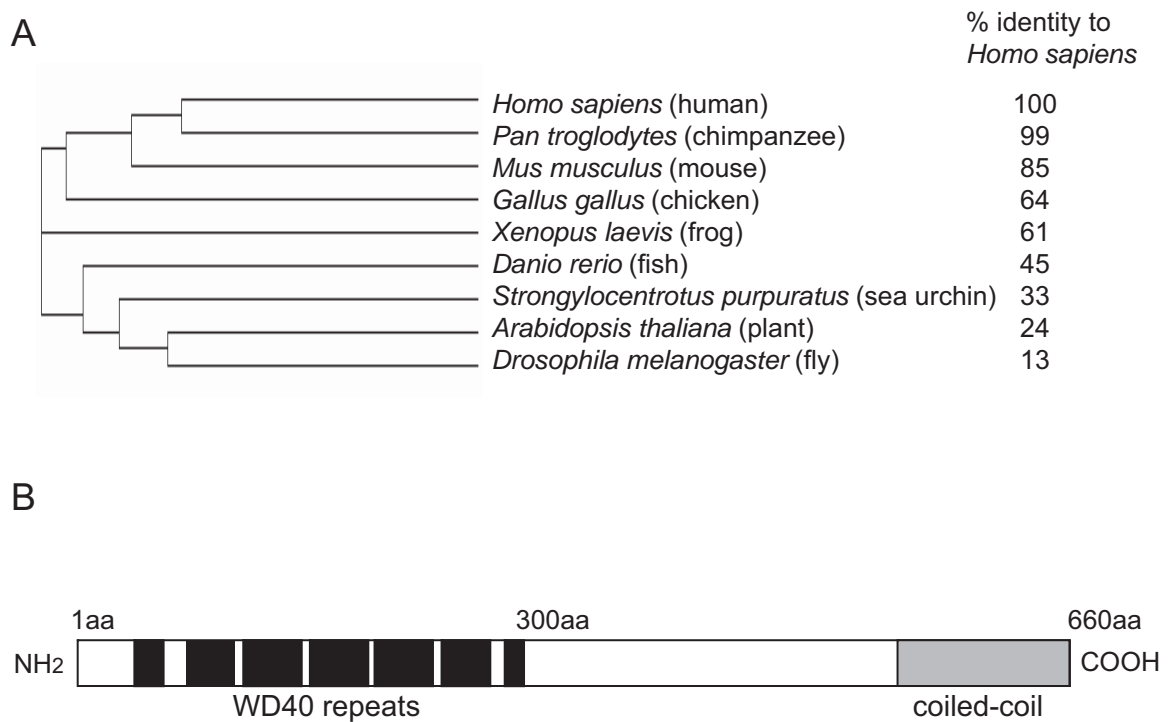 A
% identity to
Homo sapiens
Homo sapiens (human) 100
Pan troglodytes (chimpanzee) 99
Mus musculus (mouse) 85
Gallus gallus (chicken) 64
Xenopus laevis (frog) 61
Danio rerio (fish) 45
Strongylocentrotus purpuratus (sea urchin) 33
Arabidopsis thaliana (plant) 24
Drosophila melanogaster (fly) 13
B
1aa 300aa 660aa
NH2 COOH
WD40 repeats coiled-coil